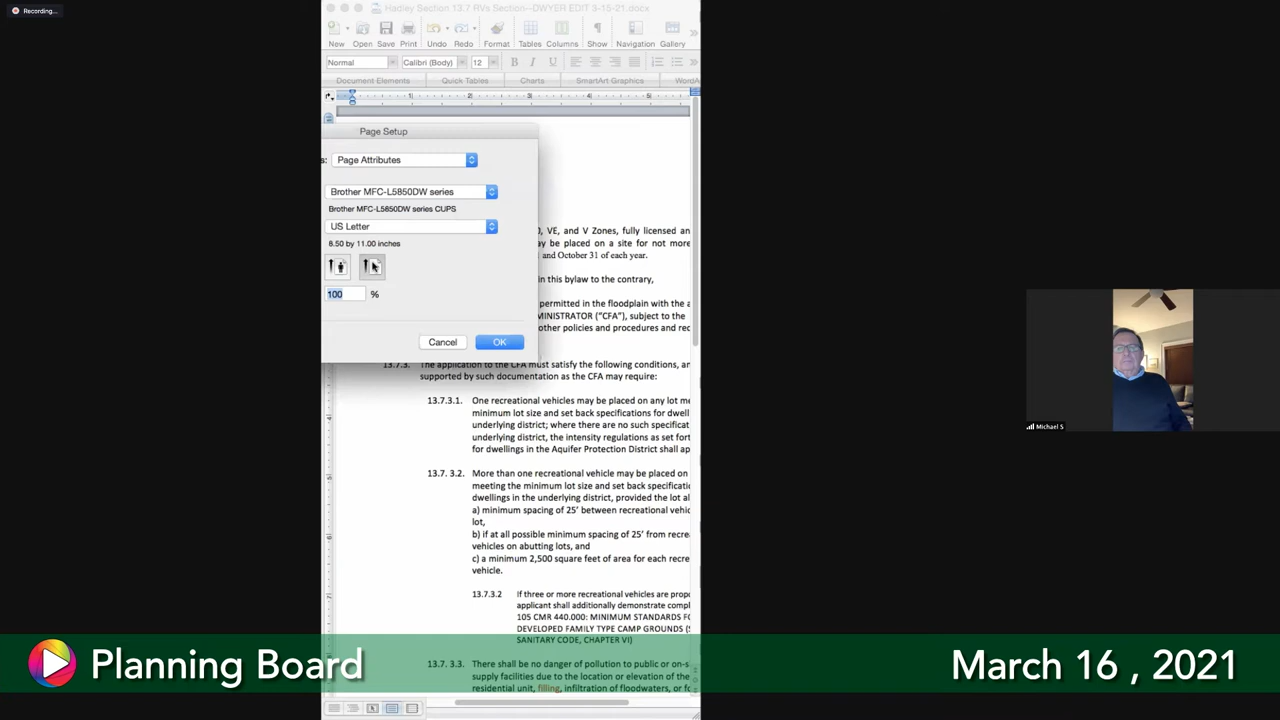 Recording...
Hadley Section 13.7 RVs Section--DWYER EDIT 3-15-21.docx
New Open Save Print Undo Redo Format Tables Columns Show Navigation Gallery
Normal Calibri (Body) 12 B I U
Document Elements Quick Tables Charts SmartArt Graphics WordA
1 2 3 4 5
Page Setup
s: Page Attributes
Brother MFC-L5850DW series
Brother MFC-L5850DW series CUPS
US Letter
8.50 by 11.00 inches
100 %
Cancel OK
0, VE, and V Zones, fully licensed an
ay be placed on a site for not more
and October 31 of each year.
in this bylaw to the contrary,
permitted in the floodplain with the a
MINISTRATOR ("CFA"), subject to the
other policies and procedures and rec
13.7.3. The application to the CFA must satisfy the following conditions, an
supported by such documentation as the CFA may require:
13.7.3.1. One recreational vehicles may be placed on any lot me
minimum lot size and set back specifications for dwell
underlying district; where there are no such specificat
underlying district, the intensity regulations as set fort
for dwellings in the Aquifer Protection District shall ap
13.7. 3.2. More than one recreational vehicle may be placed on
meeting the minimum lot size and set back specificati
dwellings in the underlying district, provided the lot al
a) minimum spacing of 25' between recreational vehic
lot,
b) if at all possible minimum spacing of 25' from recrea
vehicles on abutting lots, and
c) a minimum 2,500 square feet of area for each recre
vehicle.
13.7.3.2 If three or more recreational vehicles are propo
applicant shall additionally demonstrate compl
105 CMR 440.000: MINIMUM STANDARDS FO
DEVELOPED FAMILY TYPE CAMP GROUNDS (S
SANITARY CODE, CHAPTER VI)
13.7. 3.3. There shall be no danger of pollution to public or on-s
supply facilities due to the location or elevation of the
residential unit, filling, infiltration of floodwaters, or fo
Michael S
Planning Board
March 16 , 2021